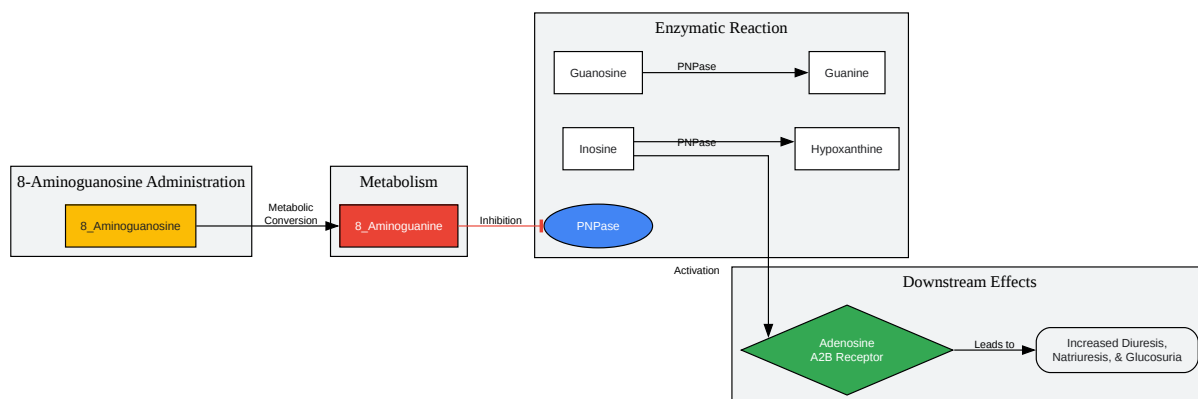 Enzymatic Reaction
Guanosine
PNPase
Guanine
Inosine
PNPase
Hypoxanthine
8-Aminoguanosine Administration
Metabolism
8_Aminoguanosine
Metabolic
Conversion
8_Aminoguanine
Inhibition
PNPase
Activation
Downstream Effects
Adenosine
A2B Receptor
Leads to
Increased Diuresis,
Natriuresis, & Glucosuria